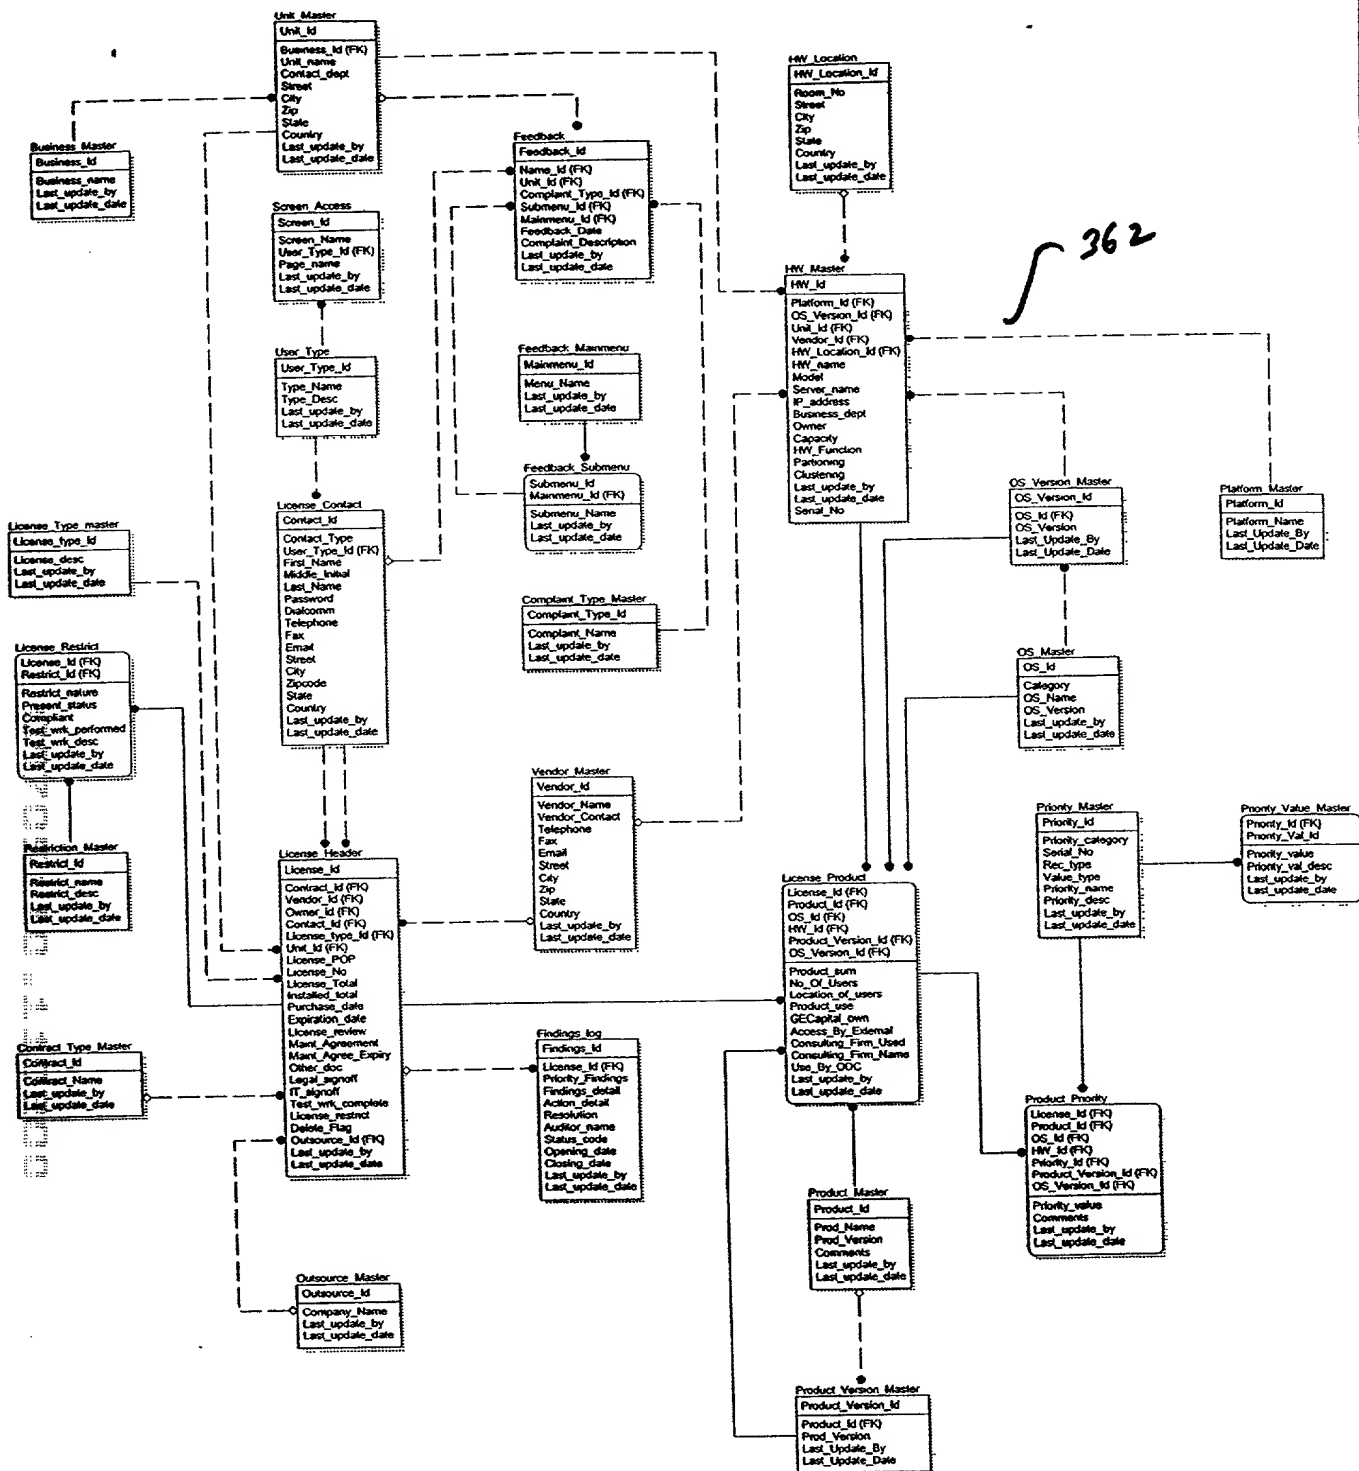 Unit_Master
Unit_Id
Business_Id (FK)
Unit_name
Contact_dept
Street
City
Zip
State
Country
Last_update_by
Last_update_date
Business_Master
Business_Id
Business_name
Last_update_by
Last_update_date
Feedback
Feedback_Id
Name_Id (FK)
Unit_Id (FK)
Complaint_Type_Id (FK)
Submenu_Id (FK)
Mainmenu_Id (FK)
Feedback_Date
Complaint_Description
Last_update_by
Last_update_date
HW_Location
HW_Location_Id
Room_No
Street
City
Zip
State
Country
Last_update_by
Last_update_date
362
Screen_Access
Screen_Id
Screen_Name
User_Type_Id (FK)
Page_name
Last_update_by
Last_update_date
HW_Master
HW_Id
Platform_Id (FK)
OS_Version_Id (FK)
Unit_Id (FK)
Vendor_Id (FK)
HW_Location_Id (FK)
HW_name
Model
Server_name
IP_address
Business_dept
Owner
Capacity
HW_Function
Partioning
Clustering
Last_update_by
Last_update_date
Serial_No
User_Type
User_Type_Id
Type_Name
Type_Desc
Last_update_by
Last_update_date
Feedback_Mainmenu
Mainmenu_Id
Menu_Name
Last_update_by
Last_update_date
Feedback_Submenu
Submenu_Id
Mainmenu_Id (FK)
Submenu_Name
Last_update_by
Last_update_date
OS_Version_Master
OS_Version_Id
OS_Id (FK)
OS_Version
Last_Update_By
Last_Update_Date
Platform_Master
Platform_Id
Platform_Name
Last_Update_By
Last_Update_Date
License_Type_master
License_type_Id
License_desc
Last_update_by
Last_update_date
License_Contact
Contact_Id
Contact_Type
User_Type_Id (FK)
First_Name
Middle_Initial
Last_Name
Password
Dialcomm
Telephone
Fax
Email
Street
City
Zipcode
State
Country
Last_update_by
Last_update_date
Complaint_Type_Master
Complaint_Type_Id
Complaint_Name
Last_update_by
Last_update_date
License_Restrict
License_Id (FK)
Restrict_Id (FK)
Restrict_nature
Present_status
Compliant
Test_wrk_performed
Test_wrk_desc
Last_update_by
Last_update_date
OS_Master
OS_Id
Category
OS_Name
OS_Version
Last_update_by
Last_update_date
Vendor_Master
Vendor_Id
Vendor_Name
Vendor_Contact
Telephone
Fax
Email
Street
City
Zip
State
Country
Last_update_by
Last_update_date
Priority_Master
Priority_Id
Priority_category
Serial_No
Rec_type
Value_type
Priority_name
Priority_desc
Last_update_by
Last_update_date
Priority_Value_Master
Priority_Id (FK)
Priority_Val_Id
Priority_value
Priority_val_desc
Last_update_by
Last_update_date
Restriction_Master
Restrict_Id
Restrict_name
Restrict_desc
Last_update_by
Last_update_date
License_Header
License_Id
Contract_Id (FK)
Vendor_Id (FK)
Owner_Id (FK)
Contact_Id (FK)
License_type_Id (FK)
Unit_Id (FK)
License_POP
License_No
License_Total
Installed_total
Purchase_date
Expiration_date
License_review
Maint_Agreement
Maint_Agree_Expiry
Other_doc
Legal_signoff
IT_signoff
Test_wrk_complete
License_restrict
Delete_Flag
Outsource_Id (FK)
Last_update_by
Last_update_date
License_Product
License_Id (FK)
Product_Id (FK)
OS_Id (FK)
HW_Id (FK)
Product_Version_Id (FK)
OS_Version_Id (FK)
Product_sum
No_Of_Users
Location_of_users
Product_use
GECapital_own
Access_By_External
Consulting_Firm_Used
Consulting_Firm_Name
Use_By_ODC
Last_update_by
Last_update_date
Contract_Type_Master
Contract_Id
Contract_Name
Last_update_by
Last_update_date
Findings_log
Findings_Id
License_Id (FK)
Priority_Findings
Findings_detail
Action_detail
Resolution
Auditor_name
Status_code
Opening_date
Closing_date
Last_update_by
Last_update_date
Product_Priority
License_Id (FK)
Product_Id (FK)
OS_Id (FK)
HW_Id (FK)
Priority_Id (FK)
Product_Version_Id (FK)
OS_Version_Id (FK)
Priority_value
Comments
Last_update_by
Last_update_date
Product_Master
Product_Id
Prod_Name
Prod_Version
Comments
Last_update_by
Last_update_date
Outsource_Master
Outsource_Id
Company_Name
Last_update_by
Last_update_date
Product_Version_Master
Product_Version_Id
Product_Id (FK)
Prod_Version
Last_Update_By
Last_Update_Date